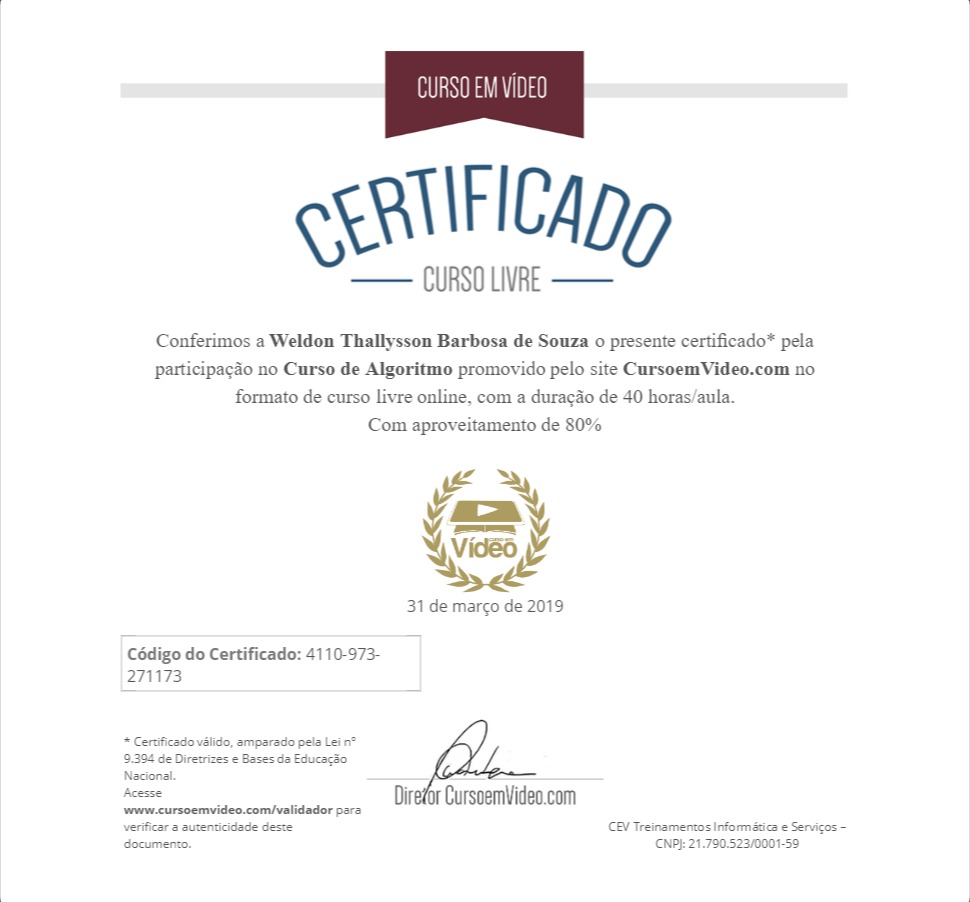 CURSO EM VÍDEO
CERTIFICADO
CURSO LIVRE
Conferimos a Weldon Thallysson Barbosa de Souza o presente certificado* pela
participação no Curso de Algoritmo promovido pelo site CursoemVideo.com no
formato de curso livre online, com a duração de 40 horas/aula.
Com aproveitamento de 80%
curso em
Vídeo
31 de março de 2019
Código do Certificado: 4110-973-
271173
* Certificado válido, amparado pela Lei nº
9.394 de Diretrizes e Bases da Educação
Nacional.
Acesse
www.cursoemvideo.com/validador para
verificar a autenticidade deste
documento.
Diretor CursoemVideo.com
CEV Treinamentos Informática e Serviços –
CNPJ: 21.790.523/0001-59